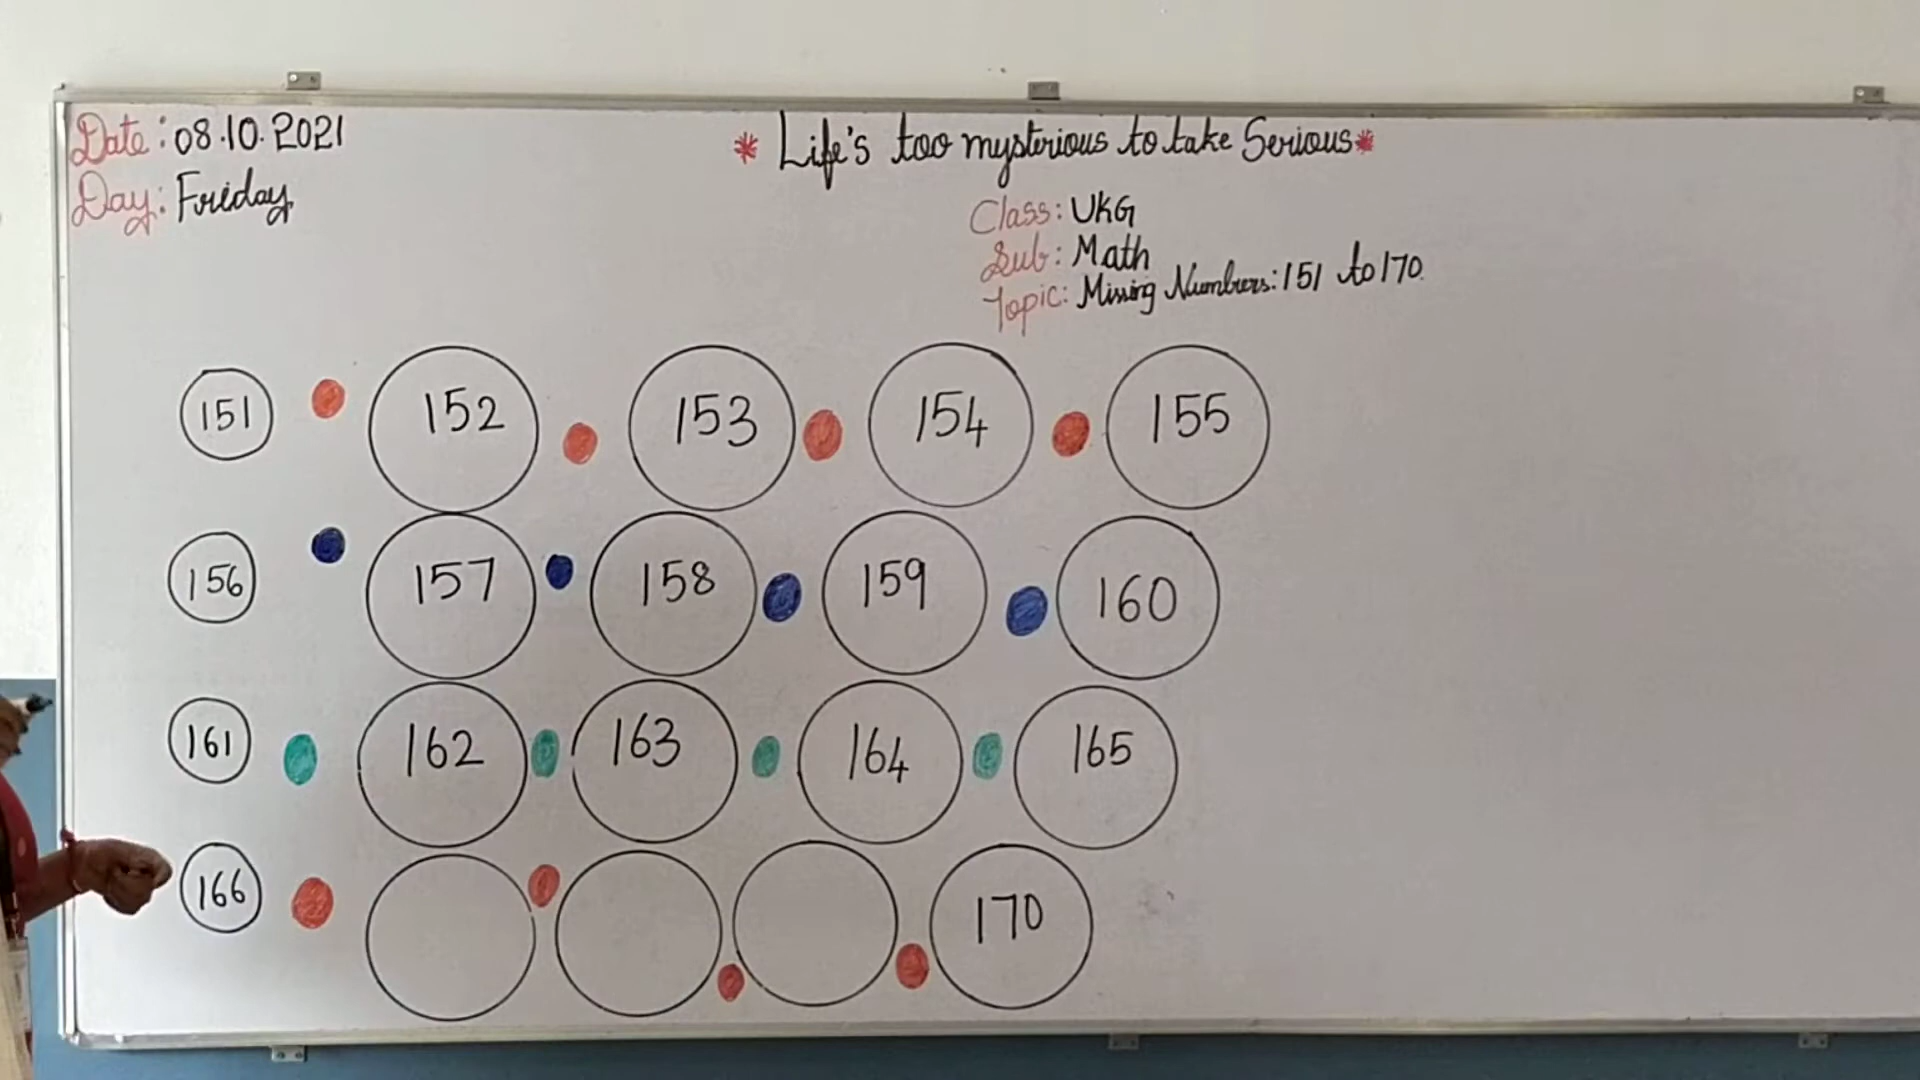 Date: 08.10.2021
* Life's too mysterious to take Serious *
Day: Friday
Class: UKG
Sub: Math
Topic: Missing Numbers: 151 to 170
151 152 153 154 155
156 157 158 159 160
161 162 163 164 165
166 170